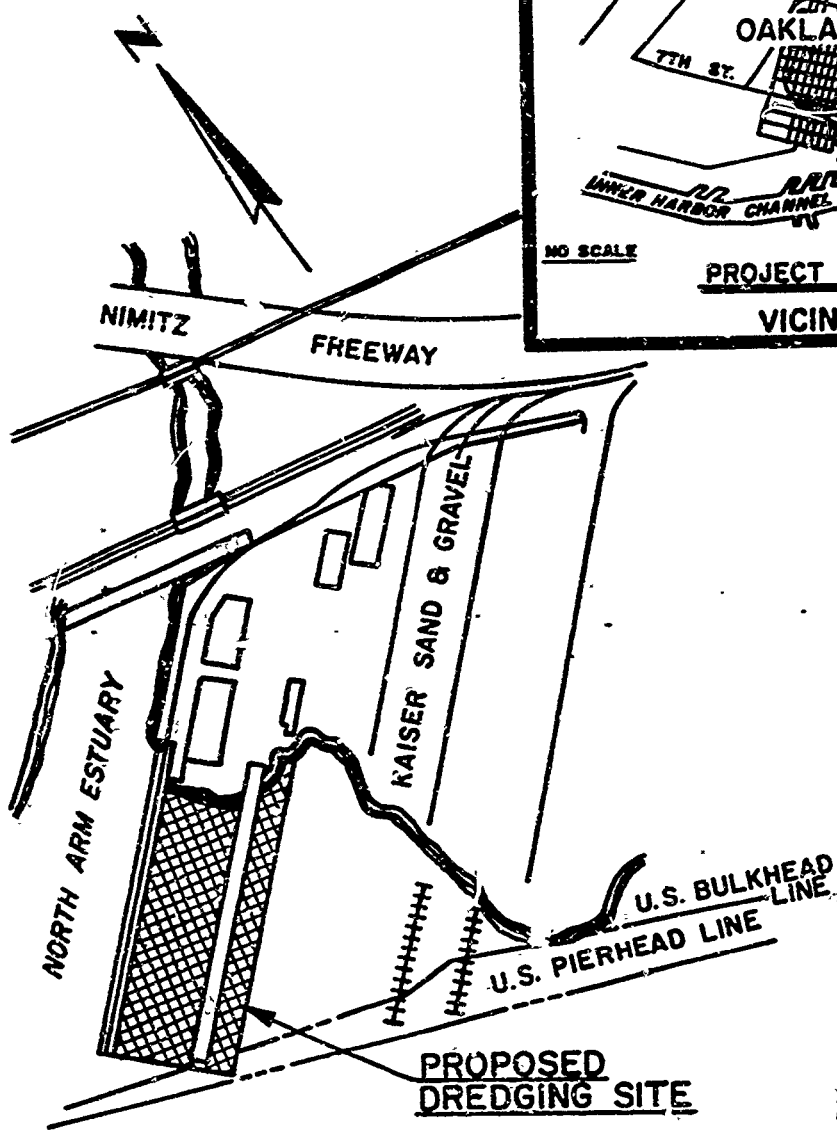 N
OAKLA
7TH ST.
INNER HARBOR CHANNEL
NO SCALE
PROJECT
VICIN
NIMITZ
FREEWAY
KAISER SAND & GRAVEL
NORTH ARM ESTUARY
U.S. BULKHEAD
LINE
U.S. PIERHEAD LINE
PROPOSED
DREDGING SITE